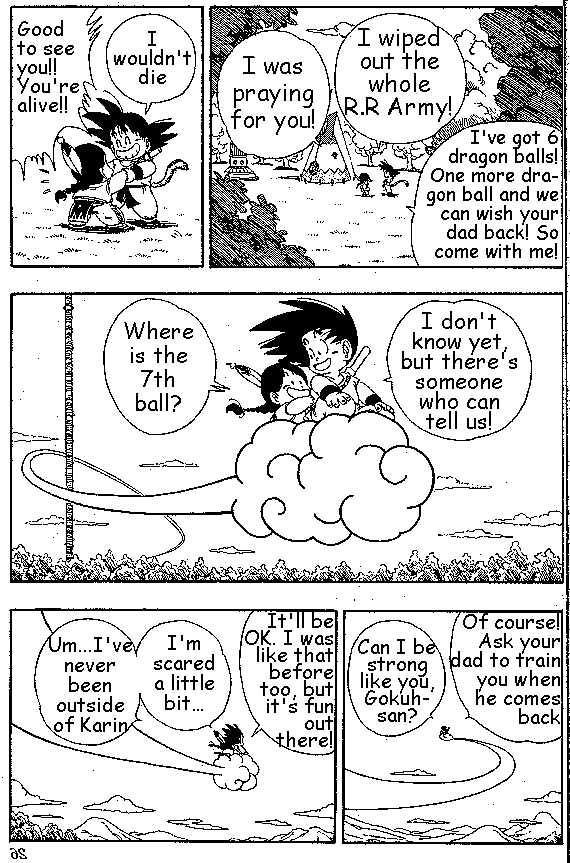 Good
to see
you!!
You're
alive!!
I
wouldn't
die
I was
praying
for you!
I wiped
out the
whole
R.R Army!
I've got 6
dragon balls!
One more dra-
gon ball and we
can wish your
dad back! So
come with me!
Where
is the
7th
ball?
I don't
know yet,
but there's
someone
who can
tell us!
Um...I've
never
been
outside
of Karin
I'm
scared
a little
bit...
It'll be
OK. I was
like that
before
too, but
it's fun
out
there!
Can I be
strong
like you,
Gokuh-
san?
Of course!
Ask your
dad to train
you when
he comes
back
26